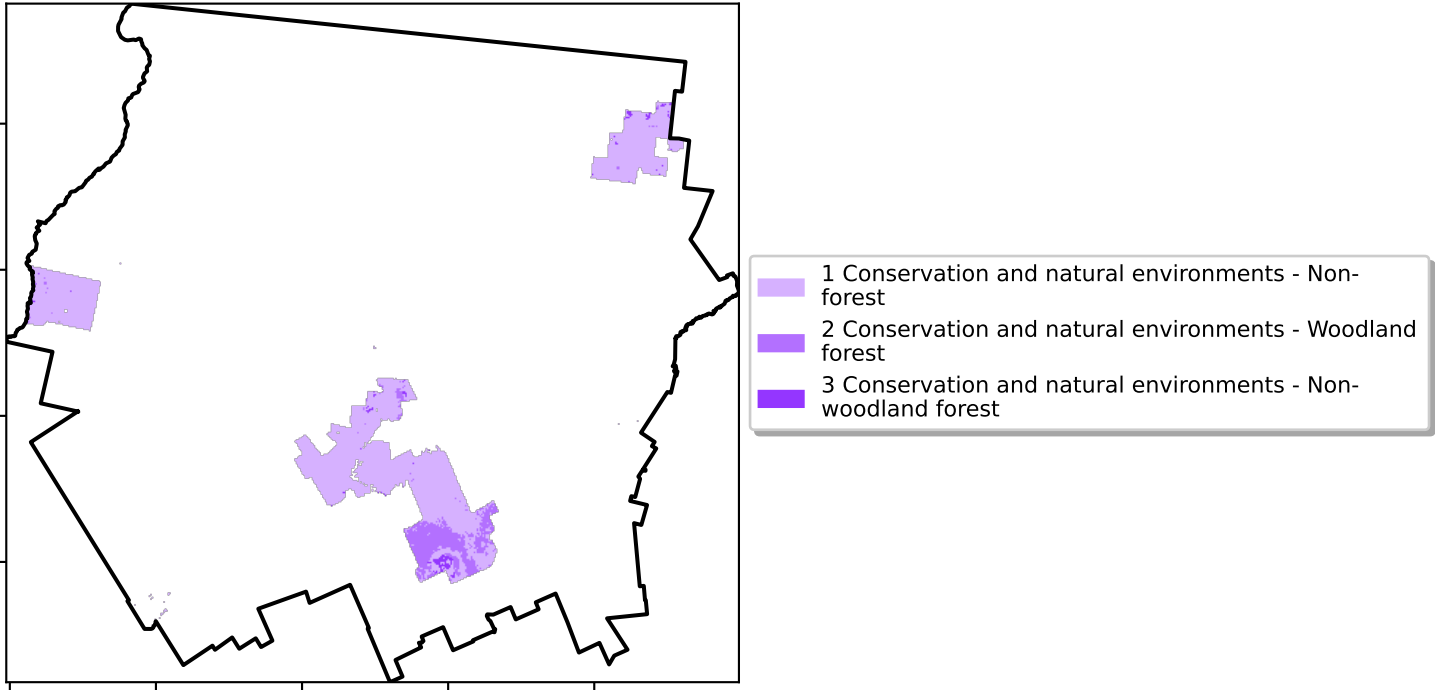 1 Conservation and natural environments - Non-
forest
2 Conservation and natural environments - Woodland
forest
3 Conservation and natural environments - Non-
woodland forest